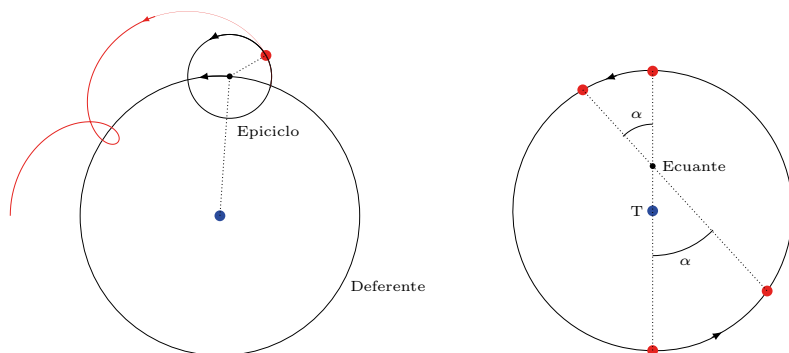 Epiciclo
Deferente
α
Ecuante
T
α